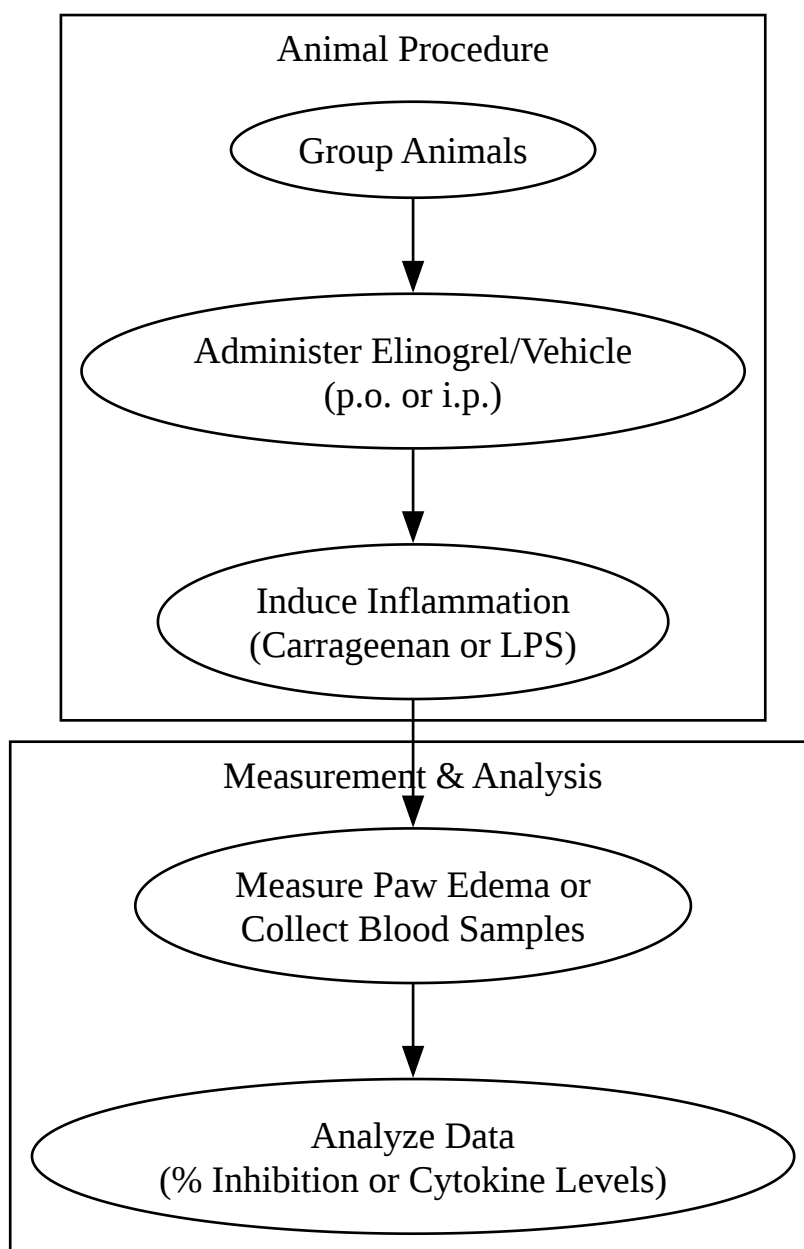 Animal Procedure
Group Animals
Administer Elinogrel/Vehicle
(p.o. or i.p.)
Induce Inflammation
(Carrageenan or LPS)
Measurement & Analysis
Measure Paw Edema or
Collect Blood Samples
Analyze Data
(% Inhibition or Cytokine Levels)